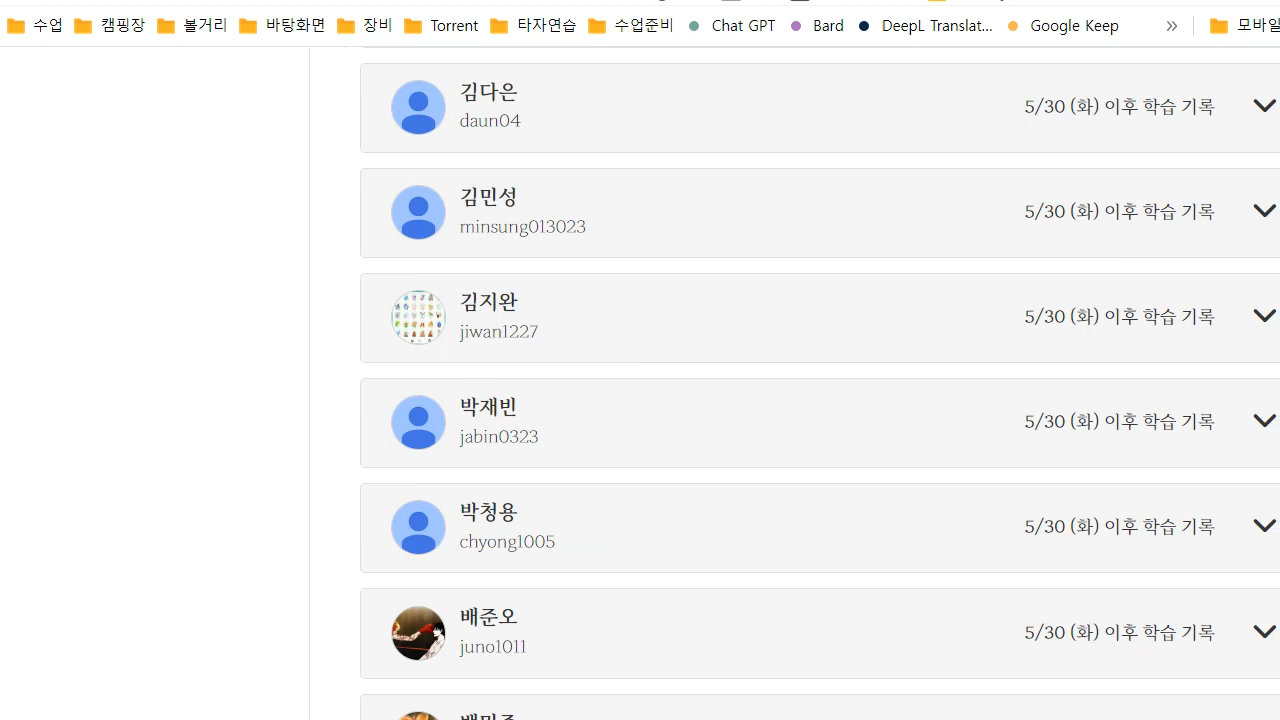 수업 캠핑장 볼거리 바탕화면 장비 Torrent 타자연습 수업준비 Chat GPT Bard DeepL Translat... Google Keep » 모바일
김다은
daun04
5/30 (화) 이후 학습 기록
김민성
minsung013023
5/30 (화) 이후 학습 기록
김지완
jiwan1227
5/30 (화) 이후 학습 기록
박재빈
jabin0323
5/30 (화) 이후 학습 기록
박청용
chyong1005
5/30 (화) 이후 학습 기록
배준오
juno1011
5/30 (화) 이후 학습 기록